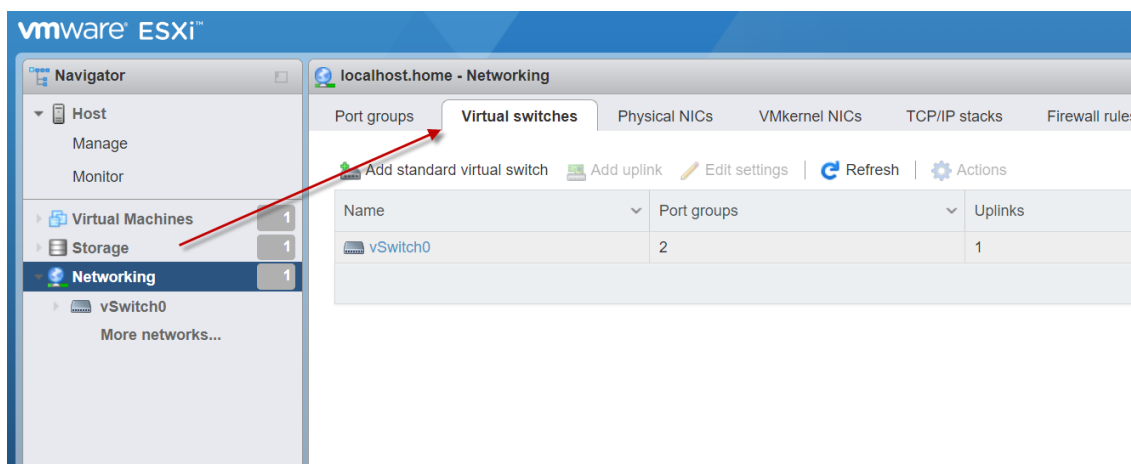 vmware® ESXi™
Navigator
Host
Manage
Monitor
Virtual Machines 1
Storage 1
Networking 1
vSwitch0
More networks...
localhost.home - Networking
Port groups Virtual switches Physical NICs VMkernel NICs TCP/IP stacks Firewall rules
Add standard virtual switch Add uplink Edit settings Refresh Actions
Name Port groups Uplinks
vSwitch0 2 1